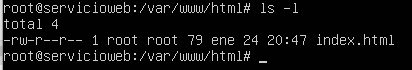 root@servicioweb:/var/www/html# ls -l
total 4
-rw-r--r-- 1 root root 79 ene 24 20:47 index.html
root@servicioweb:/var/www/html# _